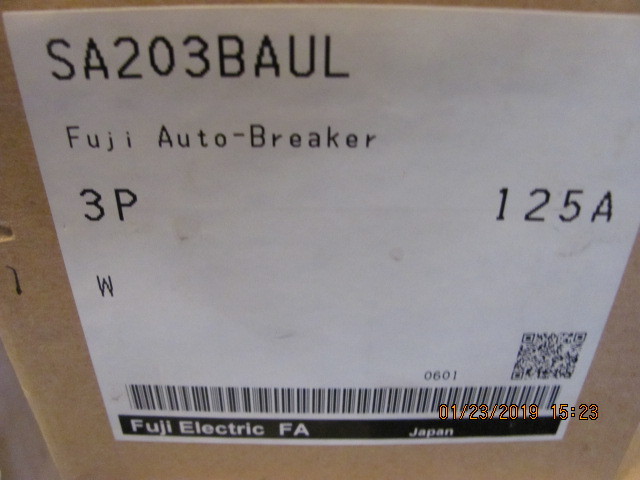 SA203BAUL
Fuji Auto-Breaker
3P 125A
W
0601
01/23/2019 15:23
Fuji Electric FA Japan